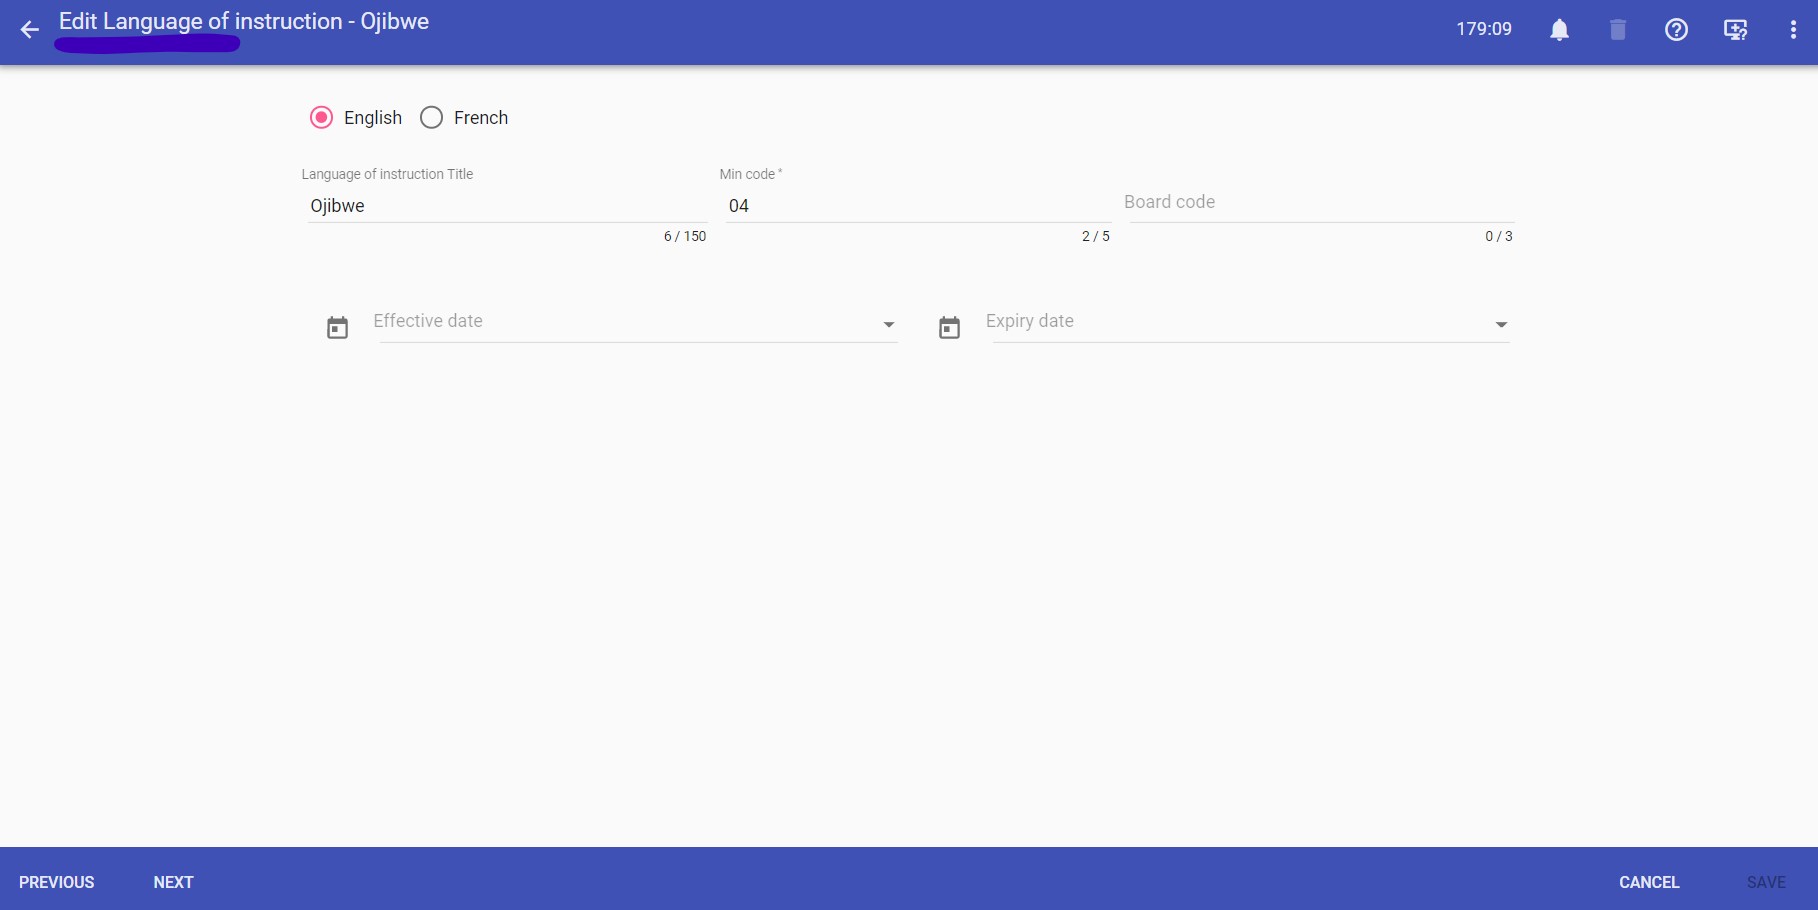 Edit Language of instruction - Ojibwe
179:09
English French
Language of instruction Title Min code *
Ojibwe 04 Board code
6 / 150 2 / 5 0 / 3
Effective date Expiry date
PREVIOUS NEXT CANCEL SAVE